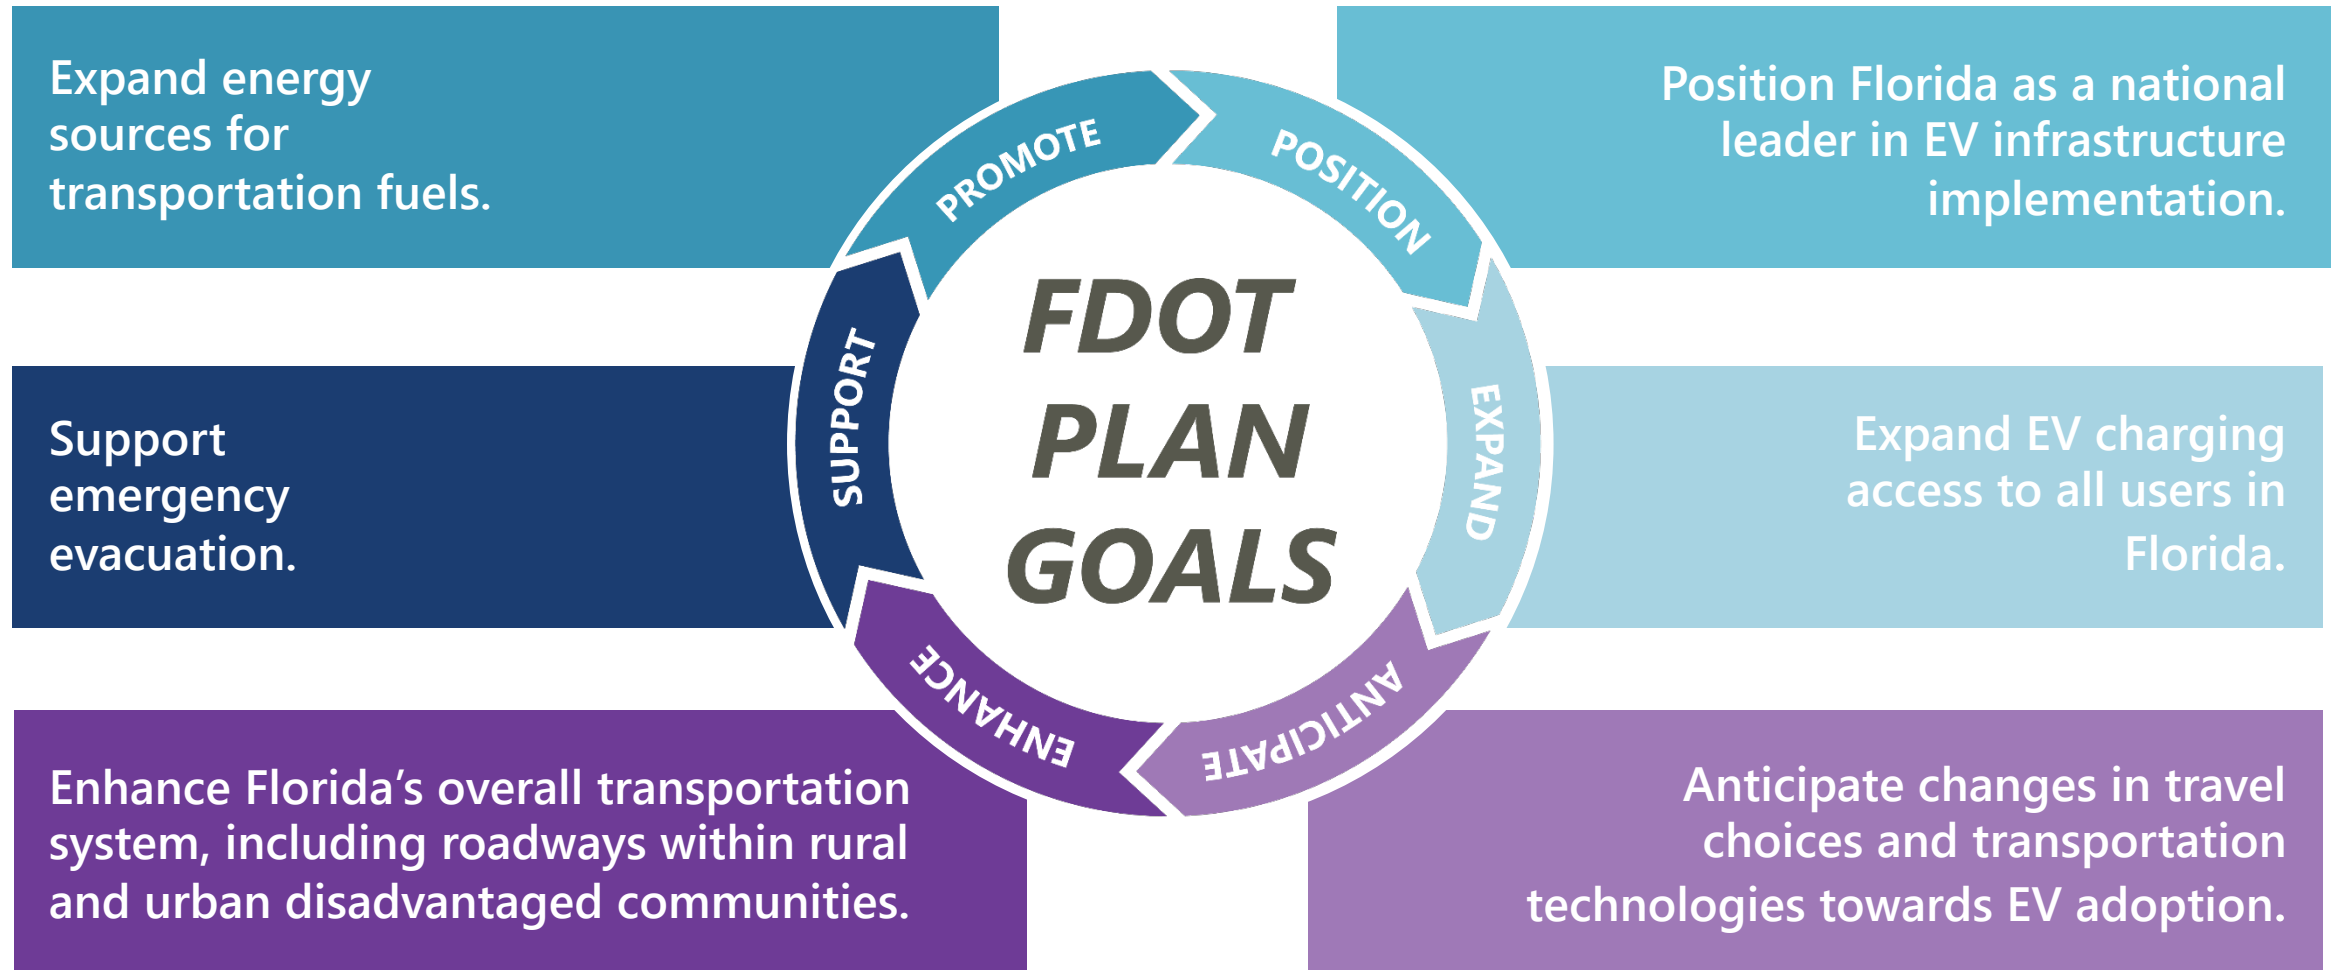 Expand energy
sources for
transportation fuels.
Position Florida as a national
leader in EV infrastructure
implementation.
PROMOTE
POSITION
FDOT
PLAN
GOALS
SUPPORT
EXPAND
Support
emergency
evacuation.
Expand EV charging
access to all users in
Florida.
ENHANCE
ANTICIPATE
Enhance Florida’s overall transportation
system, including roadways within rural
and urban disadvantaged communities.
Anticipate changes in travel
choices and transportation
technologies towards EV adoption.